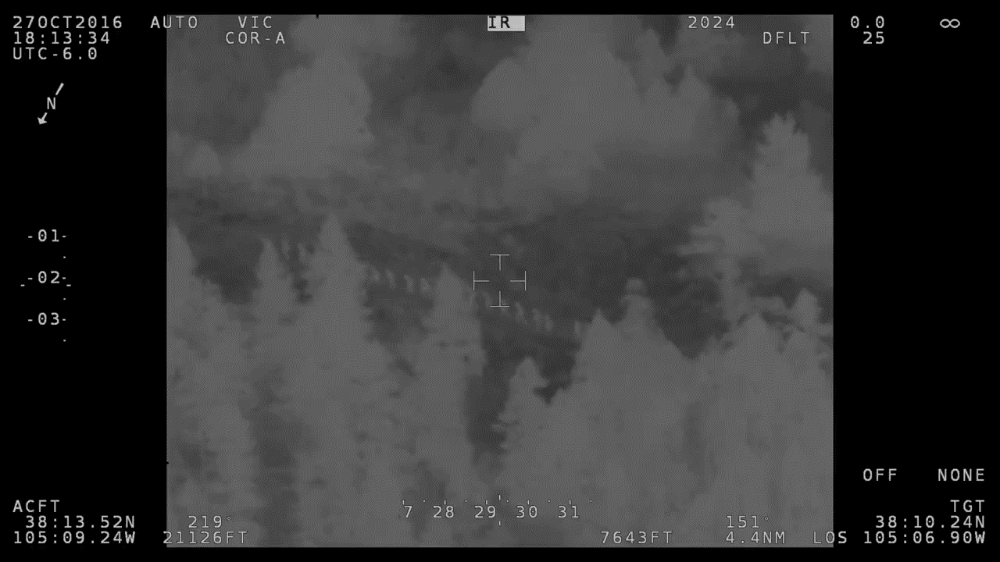 27OCT2016 AUTO VIC IR 2024 0.0 ∞
18:13:34 COR-A DFLT 25
UTC-6.0
N
-01-
-02-
-03-
OFF NONE
7 28 29 30 31
ACFT TGT
38:13.52N 219° 151° 38:10.24N
105:09.24W 21126FT 7643FT 4.4NM LOS 105:06.90W